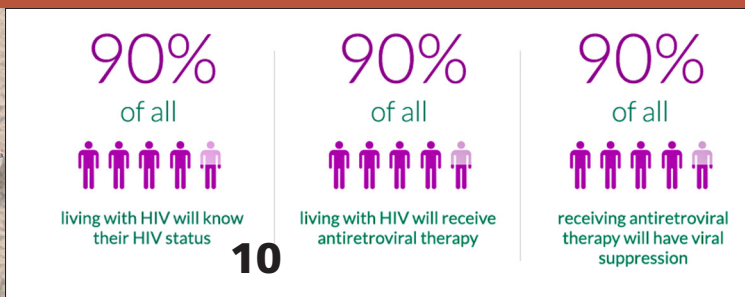 90%
of all
living with HIV will know
their HIV status
90%
of all
living with HIV will receive
antiretroviral therapy
90%
of all
receiving antiretroviral
therapy will have viral
suppression
10